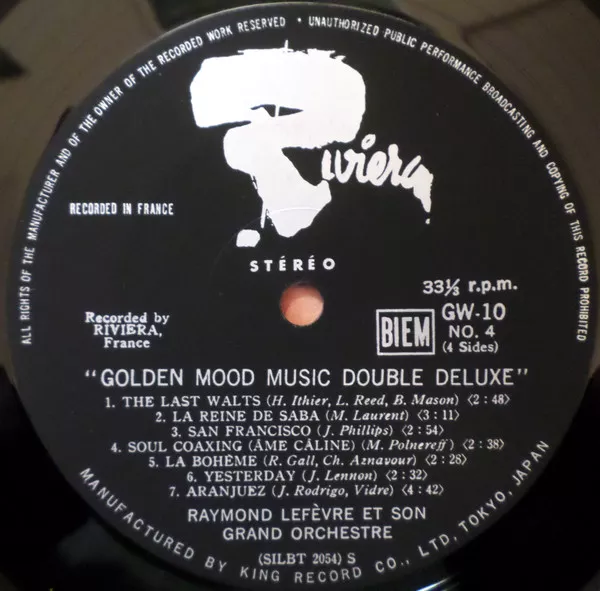 ALL RIGHTS OF THE MANUFACTURER AND OF THE OWNER OF THE RECORDED WORK RESERVED • UNAUTHORIZED PUBLIC PERFORMANCE, BROADCASTING AND COPYING OF THIS RECORD PROHIBITED
Riviera
RECORDED IN FRANCE
STÉRÉO
33⅓ r.p.m.
Recorded by
RIVIERA,
France
BIEM
GW-10
NO. 4
(4 Sides)
"GOLDEN MOOD MUSIC DOUBLE DELUXE"
1. THE LAST WALTS (H. Ithier, L. Reed, B. Mason) 〈2:48〉
2. LA REINE DE SABA (M. Laurent) 〈3:11〉
3. SAN FRANCISCO (J. Phillips) 〈2:54〉
4. SOUL COAXING (ÂME CÂLINE) (M. Polnereff) 〈2:38〉
5. LA BOHÈME (R. Gall, Ch. Aznavour) 〈2:28〉
6. YESTERDAY (J. Lennon) 〈2:32〉
7. ARANJUEZ (J. Rodrigo, Vidre) 〈4:42〉
RAYMOND LEFÈVRE ET SON
GRAND ORCHESTRE
(SILBT 2054) S
MANUFACTURED BY KING RECORD CO., LTD, TOKYO, JAPAN